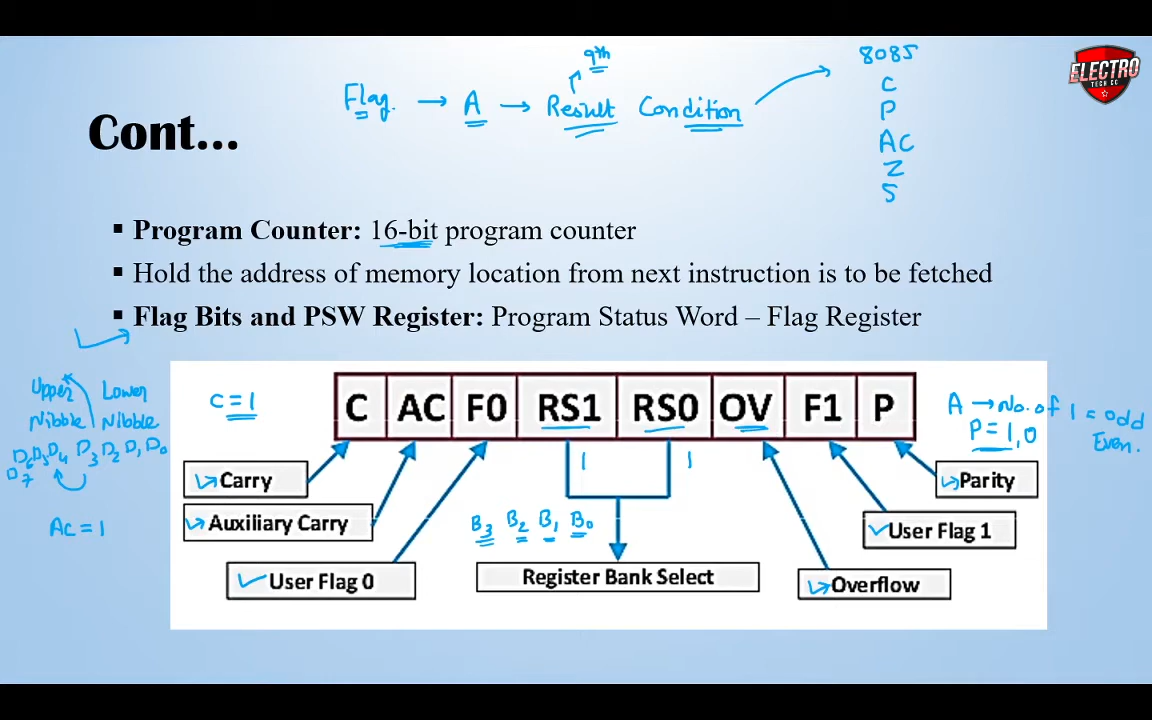 9th
8085
ELECTRO
TECH CC
Flag. → A → Result Condition
C
P
AC
Z
S
Cont...
▪ Program Counter: 16-bit program counter
▪ Hold the address of memory location from next instruction is to be fetched
▪ Flag Bits and PSW Register: Program Status Word – Flag Register
Upper Lower
Nibble Nibble
D7 D6 D5 D4 D3 D2 D1 D0
AC = 1
C = 1
C AC F0 RS1 RS0 OV F1 P
A → No. of 1 = odd
Even.
P = 1, 0
1 1
Carry
Parity
Auxiliary Carry
B3 B2 B1 B0
User Flag 1
User Flag 0
Register Bank Select
Overflow